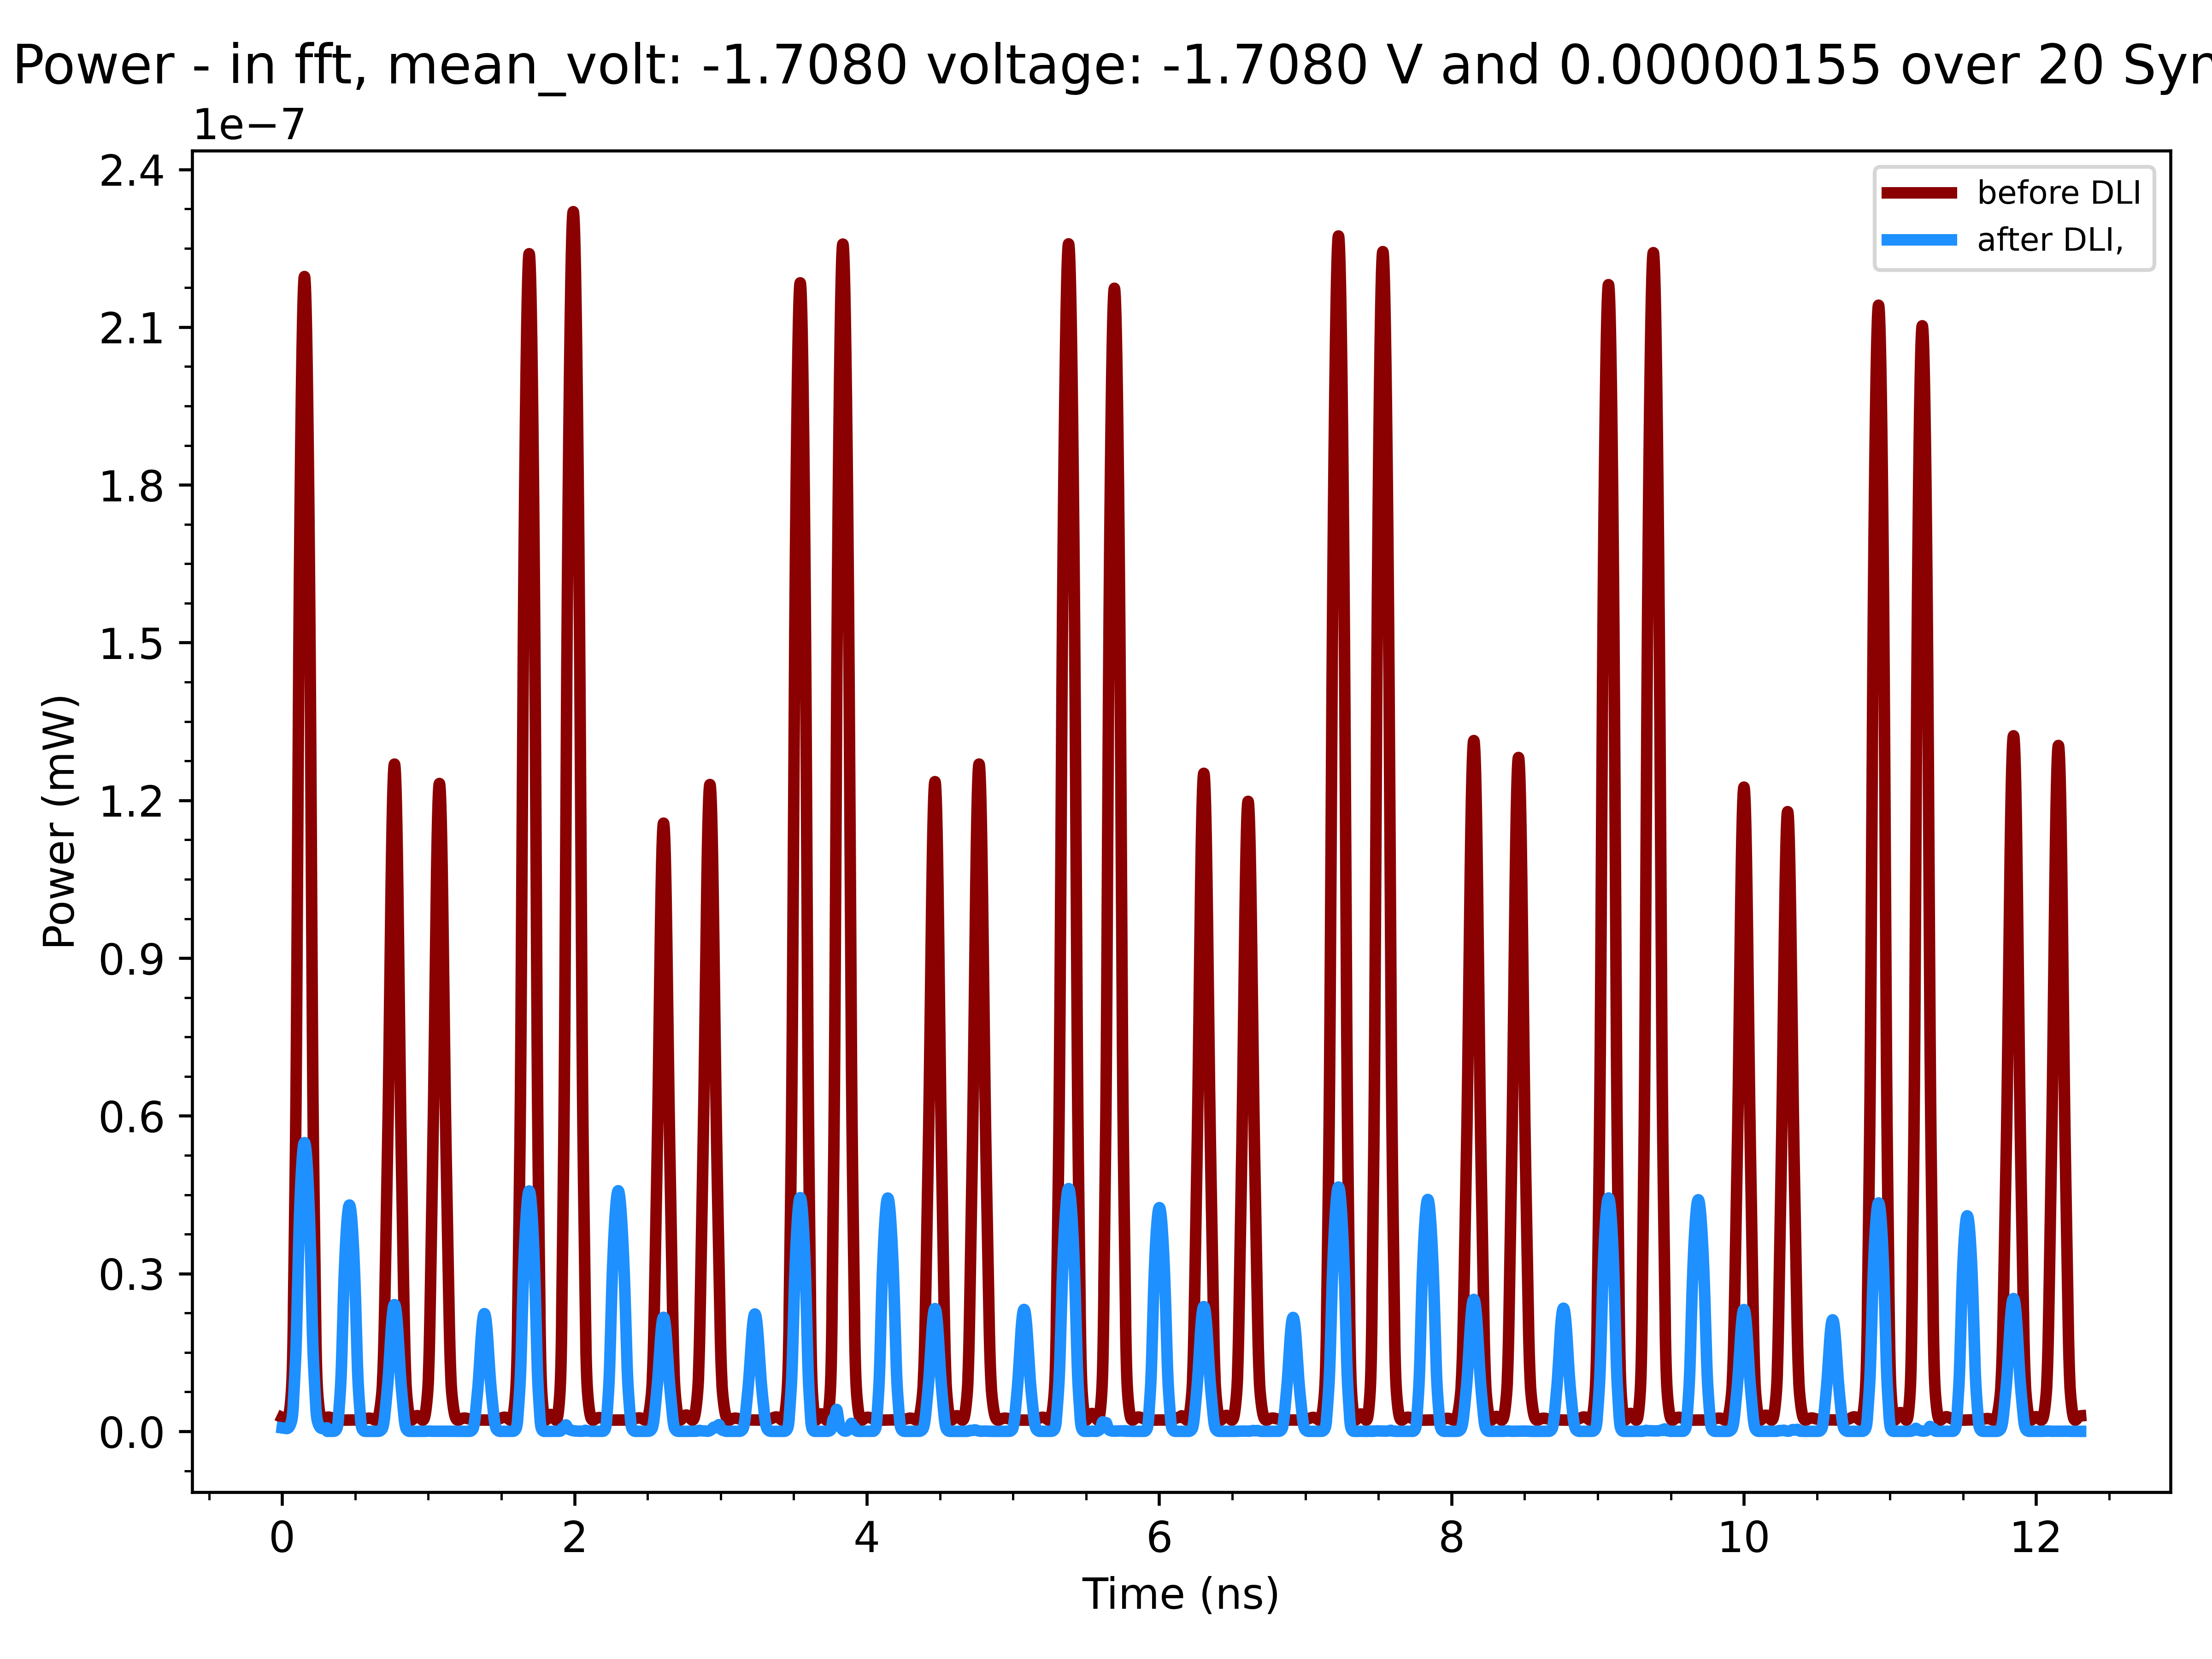 Power - in fft, mean_volt: -1.7080 voltage: -1.7080 V and 0.00000155 over 20
1e−7
before DLI
after DLI,
2.4
2.1
1.8
1.5
1.2
0.9
0.6
0.3
0.0
Power (mW)
0 2 4 6 8 10 12
Time (ns)